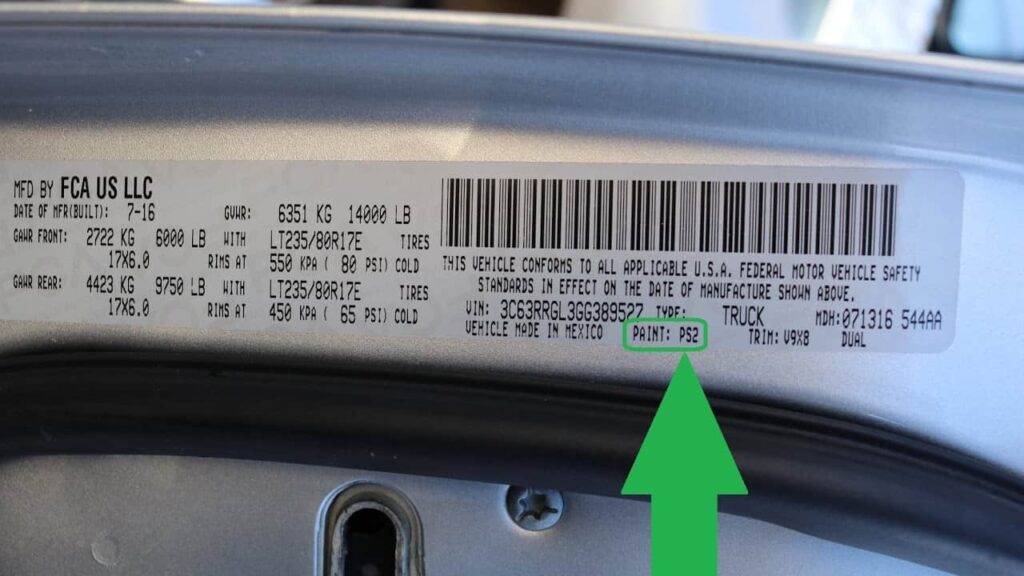 MFD BY FCA US LLC
DATE OF MFR(BUILT): 7-16 GVWR: 6351 KG 14000 LB
GAWR FRONT: 2722 KG 6000 LB WITH LT235/80R17E TIRES
17X6.0 RIMS AT 550 KPA ( 80 PSI) COLD
GAWR REAR: 4423 KG 9750 LB WITH LT235/80R17E TIRES
17X6.0 RIMS AT 450 KPA ( 65 PSI) COLD
THIS VEHICLE CONFORMS TO ALL APPLICABLE U.S.A. FEDERAL MOTOR VEHICLE SAFETY
STANDARDS IN EFFECT ON THE DATE OF MANUFACTURE SHOWN ABOVE.
VIN: 3C63RRGL3GG389527 TYPE: TRUCK MDH:071316 544AA
VEHICLE MADE IN MEXICO PAINT: PS2 TRIM: V9X8 DUAL